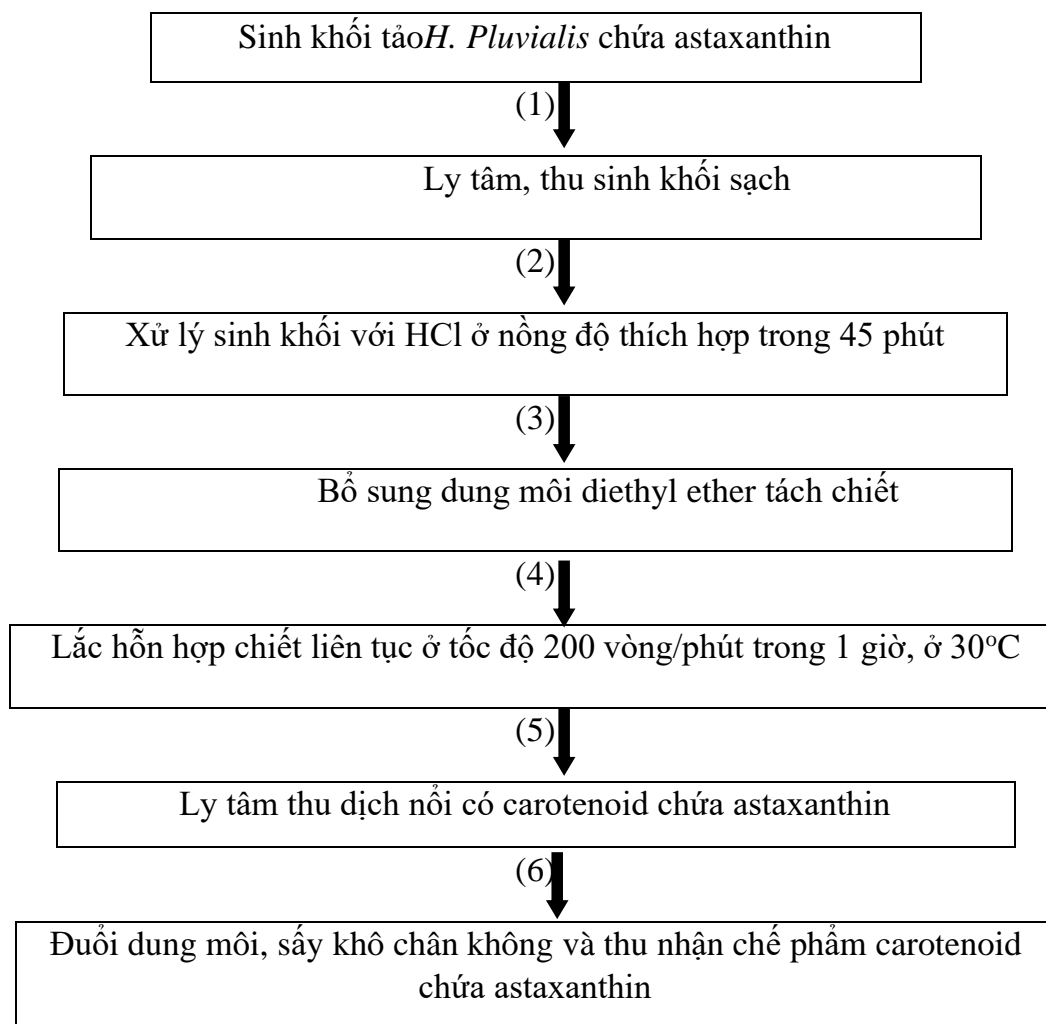 Sinh khối tảoH. Pluvialis chứa astaxanthin
(1)
Ly tâm, thu sinh khối sạch
(2)
Xử lý sinh khối với HCl ở nồng độ thích hợp trong 45 phút
(3)
Bổ sung dung môi diethyl ether tách chiết
(4)
Lắc hỗn hợp chiết liên tục ở tốc độ 200 vòng/phút trong 1 giờ, ở 30°C
(5)
Ly tâm thu dịch nổi có carotenoid chứa astaxanthin
(6)
Đuổi dung môi, sấy khô chân không và thu nhận chế phẩm carotenoid
chứa astaxanthin